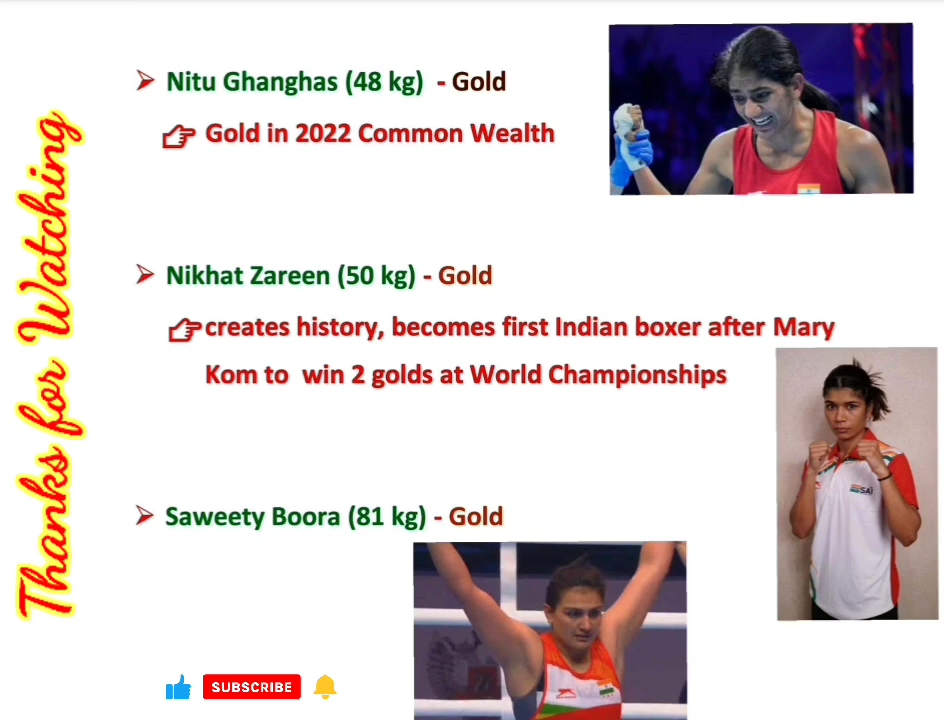 Thanks for Watching
Nitu Ghanghas (48 kg) - Gold
Gold in 2022 Common Wealth
Nikhat Zareen (50 kg) - Gold
creates history, becomes first Indian boxer after Mary
Kom to win 2 golds at World Championships
SAI
Saweety Boora (81 kg) - Gold
SUBSCRIBE